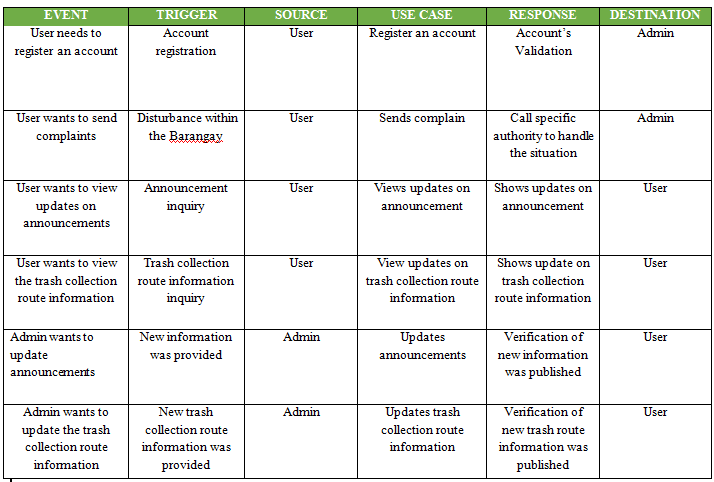 EVENT TRIGGER SOURCE USE CASE RESPONSE DESTINATION
User needs to
register an account
Account
registration
User
Register an account
Account's
Validation
Admin
User wants to send
complaints
Disturbance within
the Barangay
User
Sends complain
Call specific
authority to handle
the situation
Admin
User wants to view
updates on
announcements
Announcement
inquiry
User
Views updates on
announcement
Shows updates on
announcement
User
User wants to view
the trash collection
route information
Trash collection
route information
inquiry
User
View updates on
trash collection route
information
Shows update on
trash collection
route information
User
Admin wants to
update
announcements
New information
was provided
Admin
Updates
announcements
Verification of
new information
was published
User
Admin wants to
update the trash
collection route
information
New trash
collection route
information was
provided
Admin
Updates trash
collection route
information
Verification of
new trash route
information was
published
User